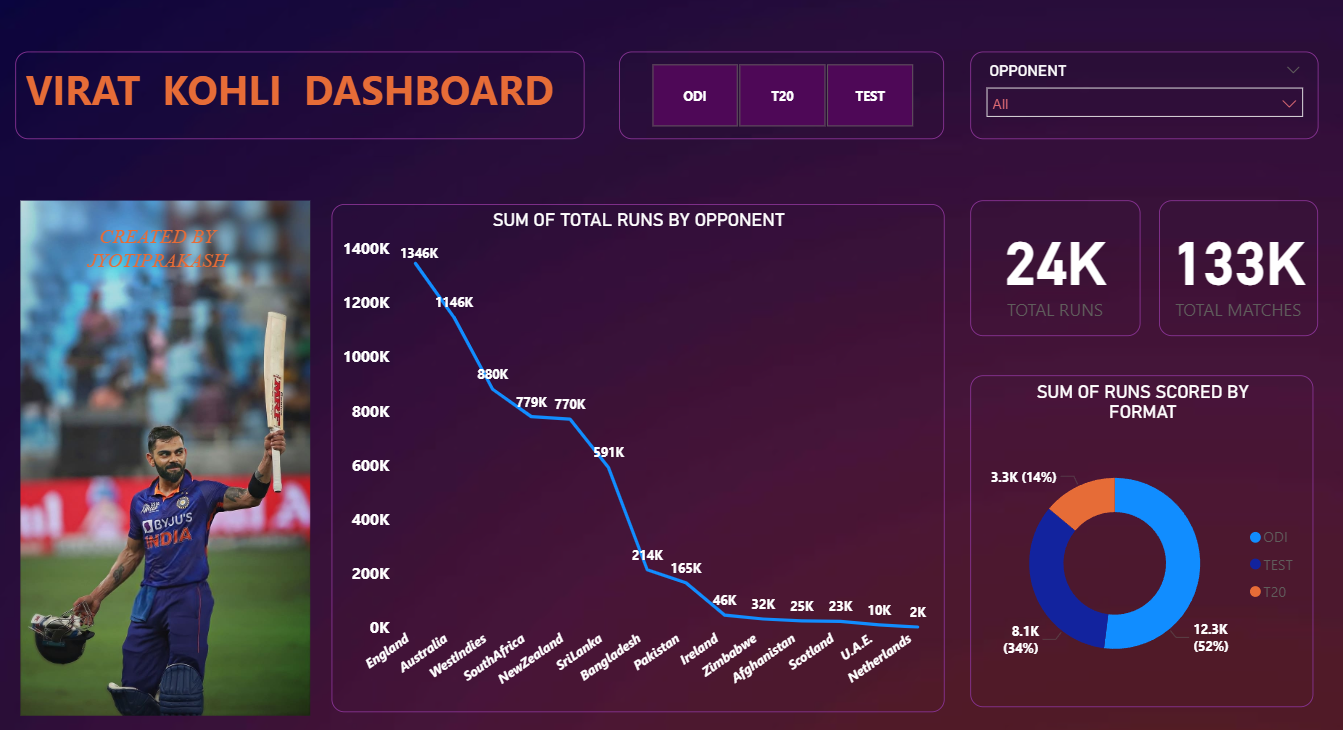 VIRAT KOHLI DASHBOARD
ODI
T20
TEST
OPPONENT
All
CREATED BY
JYOTIPRAKASH
BYJU'S
INDIA
MRF
SUM OF TOTAL RUNS BY OPPONENT
1400K
1200K
1000K
800K
600K
400K
200K
0K
1346K
1146K
880K
779K
770K
591K
214K
165K
46K
32K
25K
23K
10K
2K
England
Australia
WestIndies
SouthAfrica
NewZealand
SriLanka
Bangladesh
Pakistan
Ireland
Zimbabwe
Afghanistan
Scotland
U.A.E.
Netherlands
24K
TOTAL RUNS
133K
TOTAL MATCHES
SUM OF RUNS SCORED BY
FORMAT
3.3K (14%)
8.1K
(34%)
12.3K
(52%)
ODI
TEST
T20